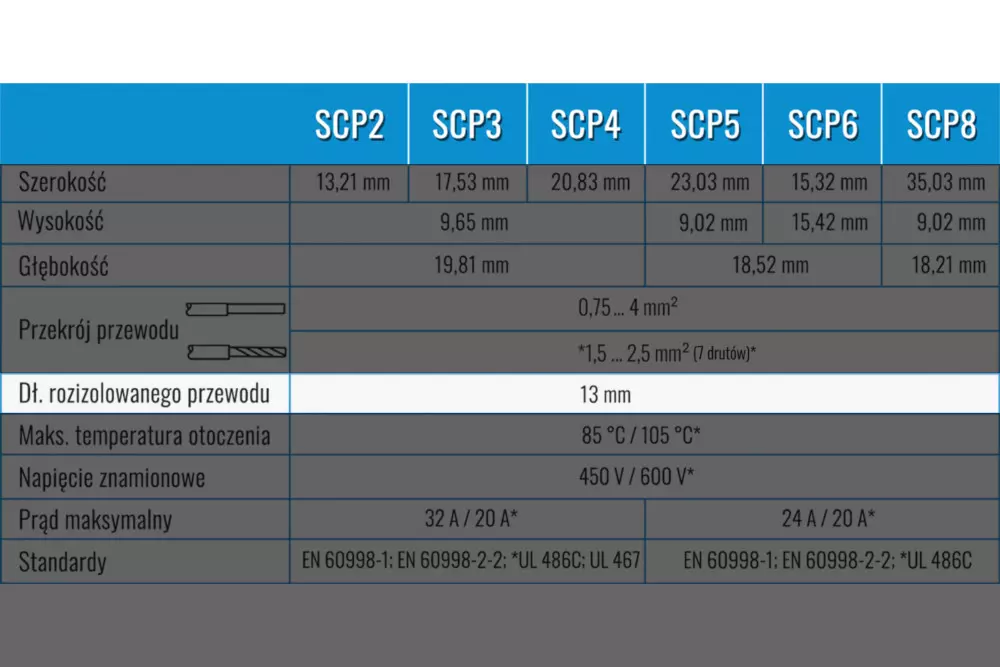 SCP2 SCP3 SCP4 SCP5 SCP6 SCP8
Szerokość 13,21 mm 17,53 mm 20,83 mm 23,03 mm 15,32 mm 35,03 mm
Wysokość 9,65 mm 9,02 mm 15,42 mm 9,02 mm
Głębokość 19,81 mm 18,52 mm 18,21 mm
Przekrój przewodu 0,75 ... 4 mm²
*1,5 ... 2,5 mm² (7 drutów)*
Dł. rozizolowanego przewodu 13 mm
Maks. temperatura otoczenia 85 °C / 105 °C*
Napięcie znamionowe 450 V / 600 V*
Prąd maksymalny 32 A / 20 A* 24 A / 20 A*
Standardy EN 60998-1; EN 60998-2-2; *UL 486C; UL 467 EN 60998-1; EN 60998-2-2; *UL 486C